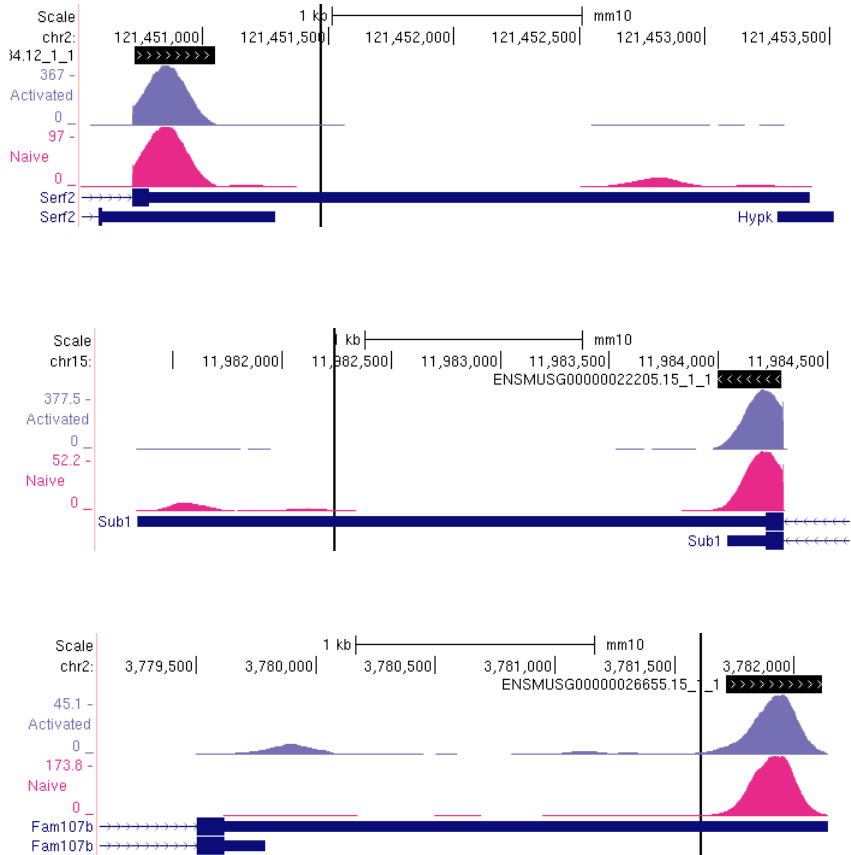 Scale 1 kb mm10
chr2: 121,451,000 121,451,500 121,452,000 121,452,500 121,453,000 121,453,500
34.12_1_1
367
Activated
0
97
Naive
0
Serf2
Serf2 Hypk
Scale kb mm10
chr15: 11,982,000 11,982,500 11,983,000 11,983,500 11,984,000 11,984,500
ENSMUSG00000022205.15_1_1
377.5
Activated
0
52.2
Naive
0
Sub1
Sub1
Scale 1 kb mm10
chr2: 3,779,500 3,780,000 3,780,500 3,781,000 3,781,500 3,782,000
ENSMUSG00000026655.15_1_1
45.1
Activated
0
173.8
Naive
0
Fam107b
Fam107b